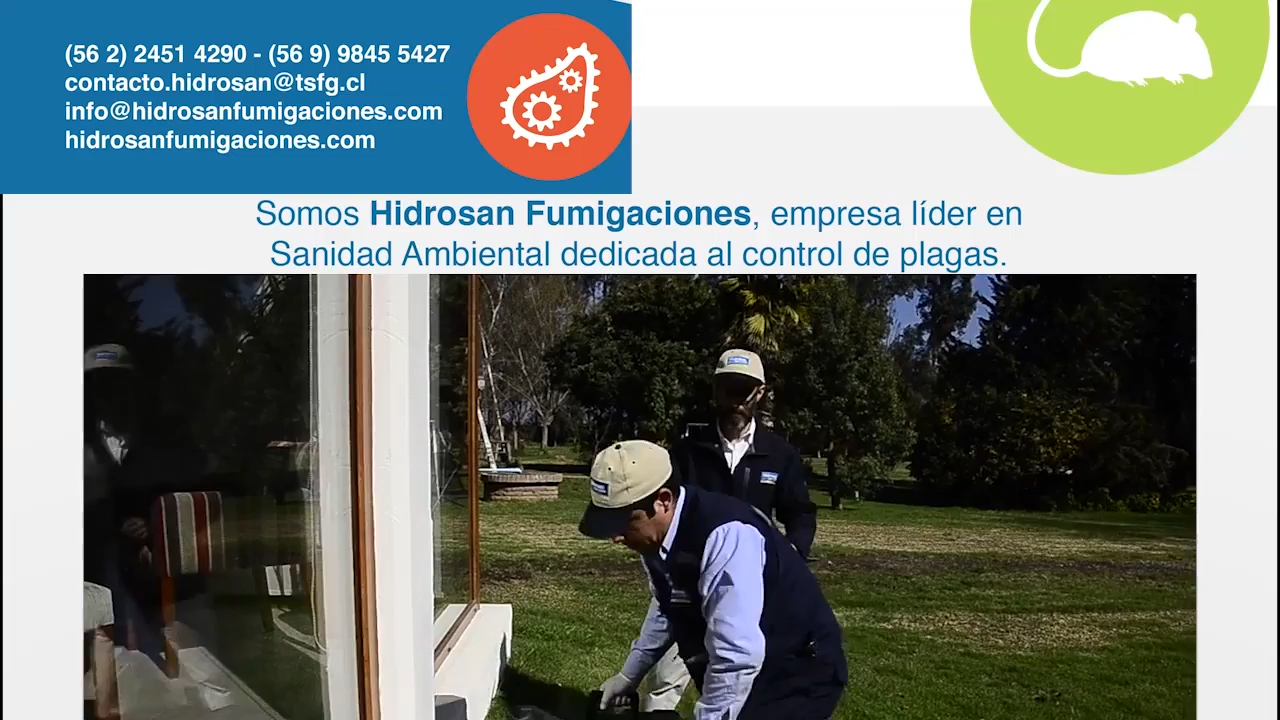 (56 2) 2451 4290 - (56 9) 9845 5427
contacto.hidrosan@tsfg.cl
info@hidrosanfumigaciones.com
hidrosanfumigaciones.com
Somos Hidrosan Fumigaciones, empresa líder en
Sanidad Ambiental dedicada al control de plagas.